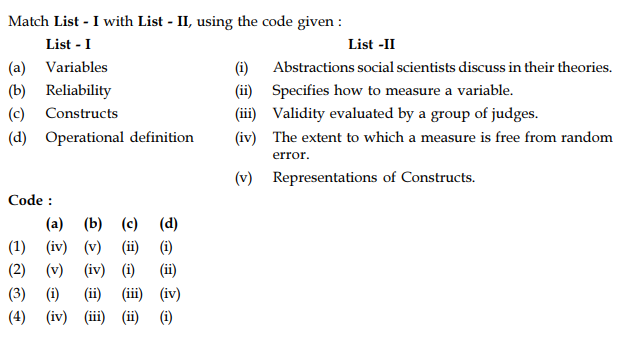 Match List - I with List - II, using the code given :
List - I List -II
(a) Variables (i) Abstractions social scientists discuss in their theories.
(b) Reliability (ii) Specifies how to measure a variable.
(c) Constructs (iii) Validity evaluated by a group of judges.
(d) Operational definition (iv) The extent to which a measure is free from random
error.
(v) Representations of Constructs.
Code :
(a) (b) (c) (d)
(1) (iv) (v) (ii) (i)
(2) (v) (iv) (i) (ii)
(3) (i) (ii) (iii) (iv)
(4) (iv) (iii) (ii) (i)